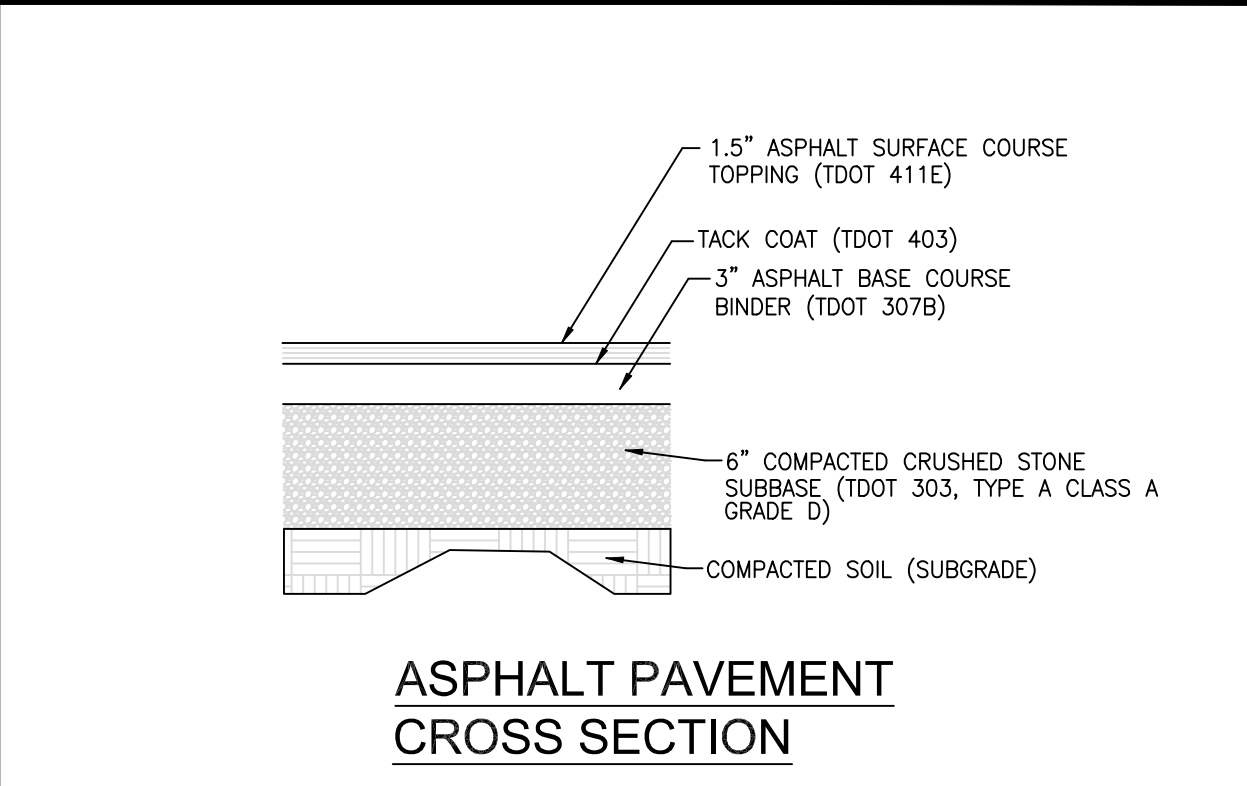 1.5” ASPHALT SURFACE COURSE
TOPPING (TDOT 411E)
TACK COAT (TDOT 403)
3” ASPHALT BASE COURSE
BINDER (TDOT 307B)
6” COMPACTED CRUSHED STONE
SUBBASE (TDOT 303, TYPE A CLASS A
GRADE D)
COMPACTED SOIL (SUBGRADE)
ASPHALT PAVEMENT
CROSS SECTION